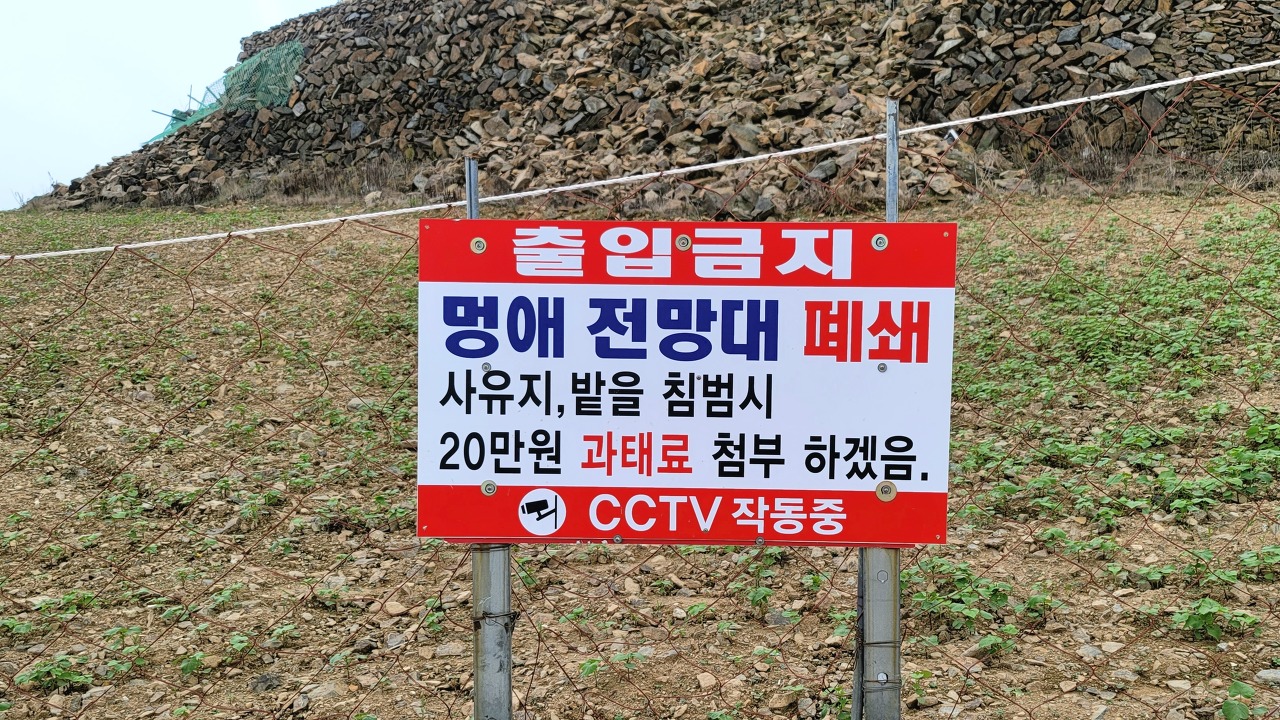 출입금지
멍애 전망대 폐쇄
사유지,밭을 침범시
20만원 과태료 첨부 하겠음.
CCTV 작동중